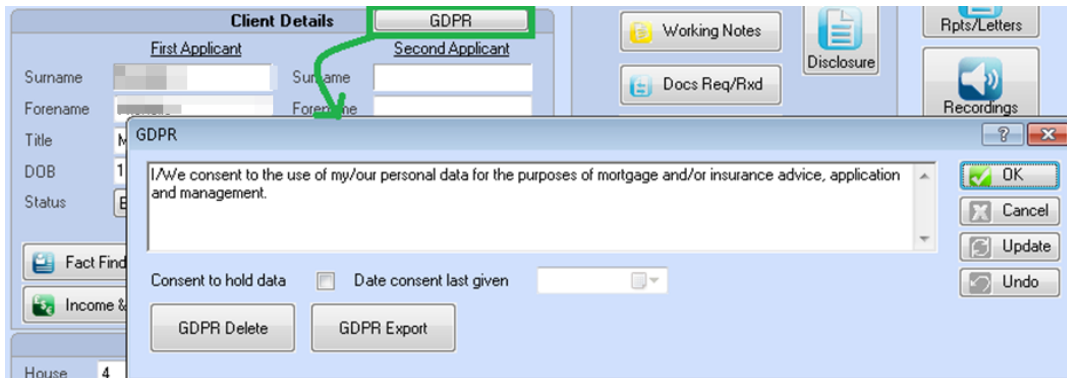 Client Details
GDPR
First Applicant
Second Applicant
Surname
Surname
Forename
Title
DOB
Status
Fact Find
Income &
House
4
Working Notes
Docs Req/Rxd
Disclosure
Rpts/Letters
Recordings
GDPR
I/We consent to the use of my/our personal data for the purposes of mortgage and/or insurance advice, application
and management.
OK
Cancel
Update
Undo
Consent to hold data
Date consent last given
GDPR Delete
GDPR Export